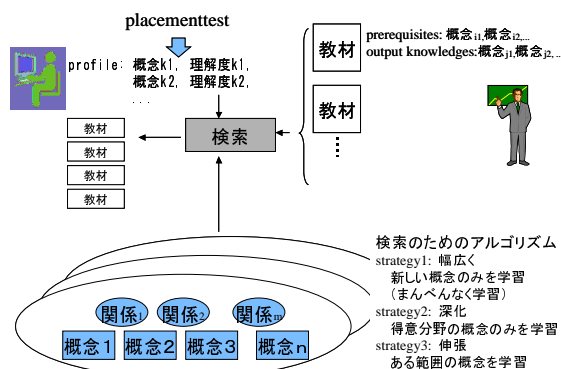 placementtest
profile: 概念k1, 理解度k1,
概念k2, 理解度k2,
...
教材
教材
教材
教材
検索
教材
prerequisites: 概念i1,概念i2,...
output knowledges:概念j1,概念j2, ..
教材
検索のためのアルゴリズム
strategy1: 幅広く
新しい概念のみを学習
(まんべんなく学習)
strategy2: 深化
得意分野の概念のみを学習
strategy3: 伸張
ある範囲の概念を学習
関係1 関係2 関係m
概念1 概念2 概念3 概念n